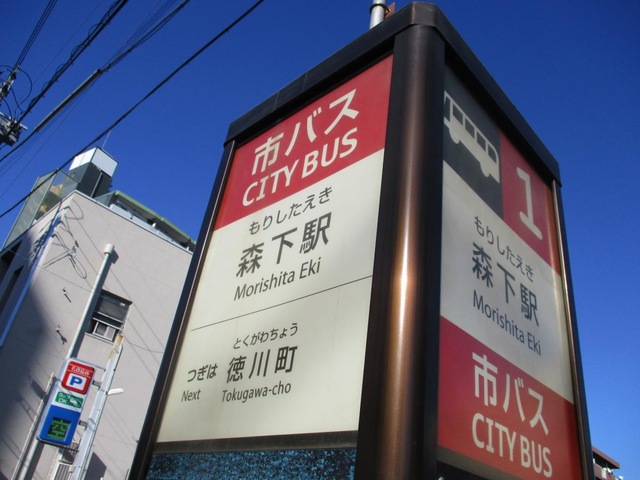 市バス
CITY BUS
もりしたえき
森下駅
Morishita Eki
とくがわちょう
つぎは 徳川町
Next Tokugawa-cho
1
もりしたえき
森下駅
Morishita Eki
市バス
CITY BUS
P
空